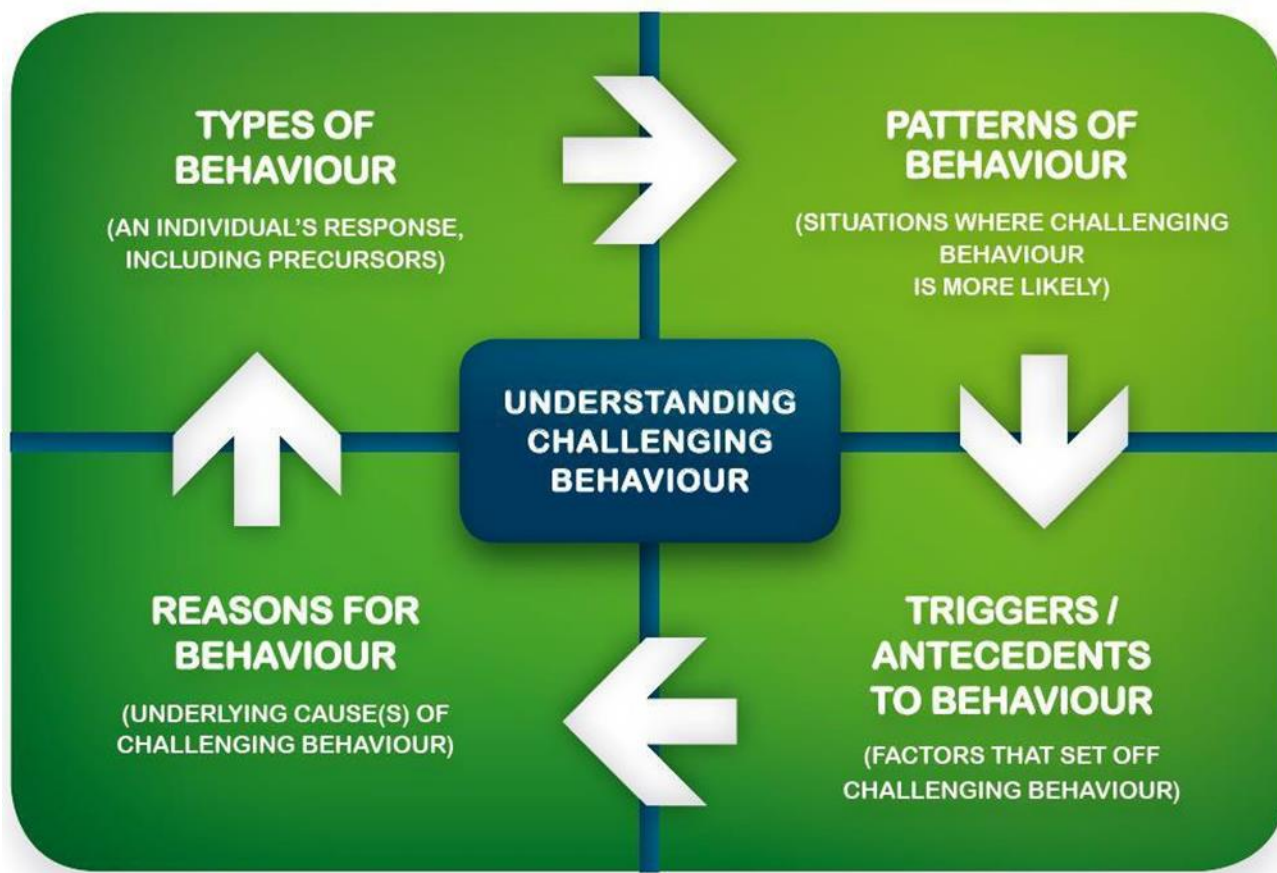 TYPES OF
BEHAVIOUR
(AN INDIVIDUAL'S RESPONSE,
INCLUDING PRECURSORS)
PATTERNS OF
BEHAVIOUR
(SITUATIONS WHERE CHALLENGING
BEHAVIOUR
IS MORE LIKELY)
UNDERSTANDING
CHALLENGING
BEHAVIOUR
REASONS FOR
BEHAVIOUR
(UNDERLYING CAUSE(S) OF
CHALLENGING BEHAVIOUR)
TRIGGERS /
ANTECEDENTS
TO BEHAVIOUR
(FACTORS THAT SET OFF
CHALLENGING BEHAVIOUR)